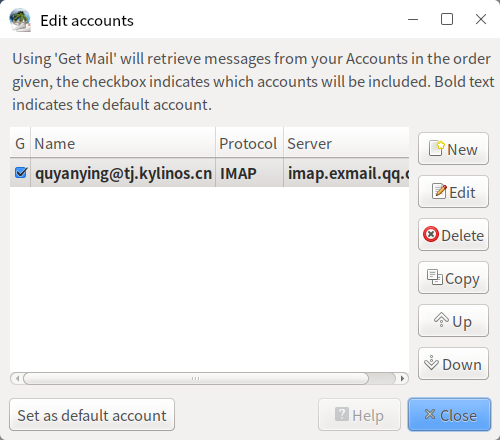 Edit accounts
Using 'Get Mail' will retrieve messages from your Accounts in the order
given, the checkbox indicates which accounts will be included. Bold text
indicates the default account.
G Name Protocol Server
quyanying@tj.kylinos.cn IMAP imap.exmail.qq.c
New
Edit
Delete
Copy
Up
Down
Set as default account Help Close